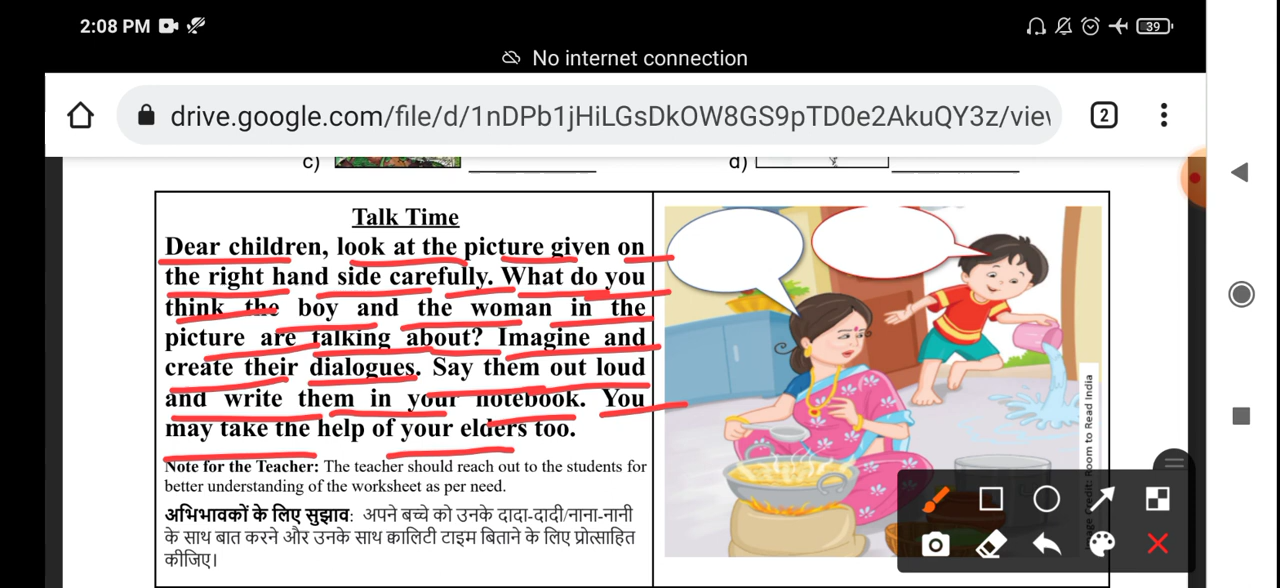 2:08 PM
39
No internet connection
drive.google.com/file/d/1nDPb1jHiLGsDkOW8GS9pTD0e2AkuQY3z/view
2
c)
d)
Talk Time
Dear children, look at the picture given on
the right hand side carefully. What do you
think the boy and the woman in the
picture are talking about? Imagine and
create their dialogues. Say them out loud
and write them in your notebook. You
may take the help of your elders too.
Note for the Teacher: The teacher should reach out to the students for
better understanding of the worksheet as per need.
अभिभावकों के लिए सुझाव: अपने बच्चे को उनके दादा-दादी/नाना-नानी
के साथ बात करने और उनके साथ क्वालिटी टाइम बिताने के लिए प्रोत्साहित
कीजिए।
Image Credit: Room to Read India